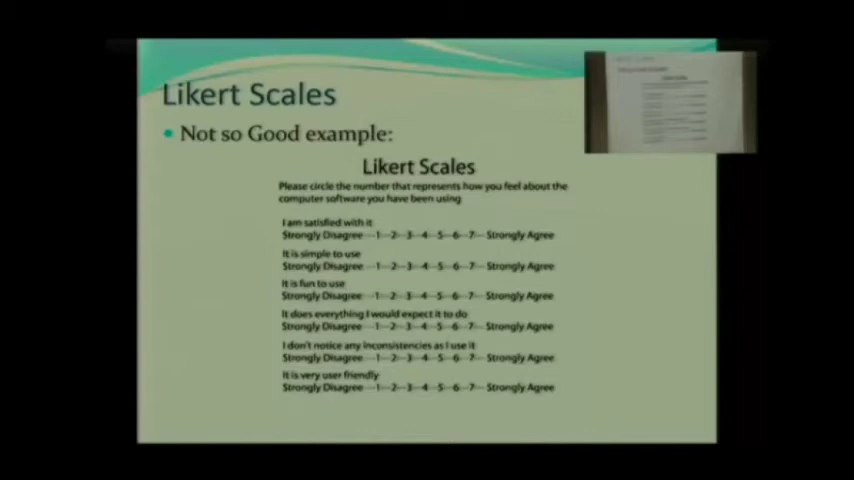 Likert Scales
Not so Good example:
Likert Scales
Please circle the number that represents how you feel about the
computer software you have been using
I am satisfied with it
Strongly Disagree ---1---2---3---4---5---6---7--- Strongly Agree
It is simple to use
Strongly Disagree ---1---2---3---4---5---6---7--- Strongly Agree
It is fun to use
Strongly Disagree ---1---2---3---4---5---6---7--- Strongly Agree
It does everything I would expect it to do
Strongly Disagree ---1---2---3---4---5---6---7--- Strongly Agree
I don't notice any inconsistencies as I use it
Strongly Disagree ---1---2---3---4---5---6---7--- Strongly Agree
It is very user friendly
Strongly Disagree ---1---2---3---4---5---6---7--- Strongly Agree